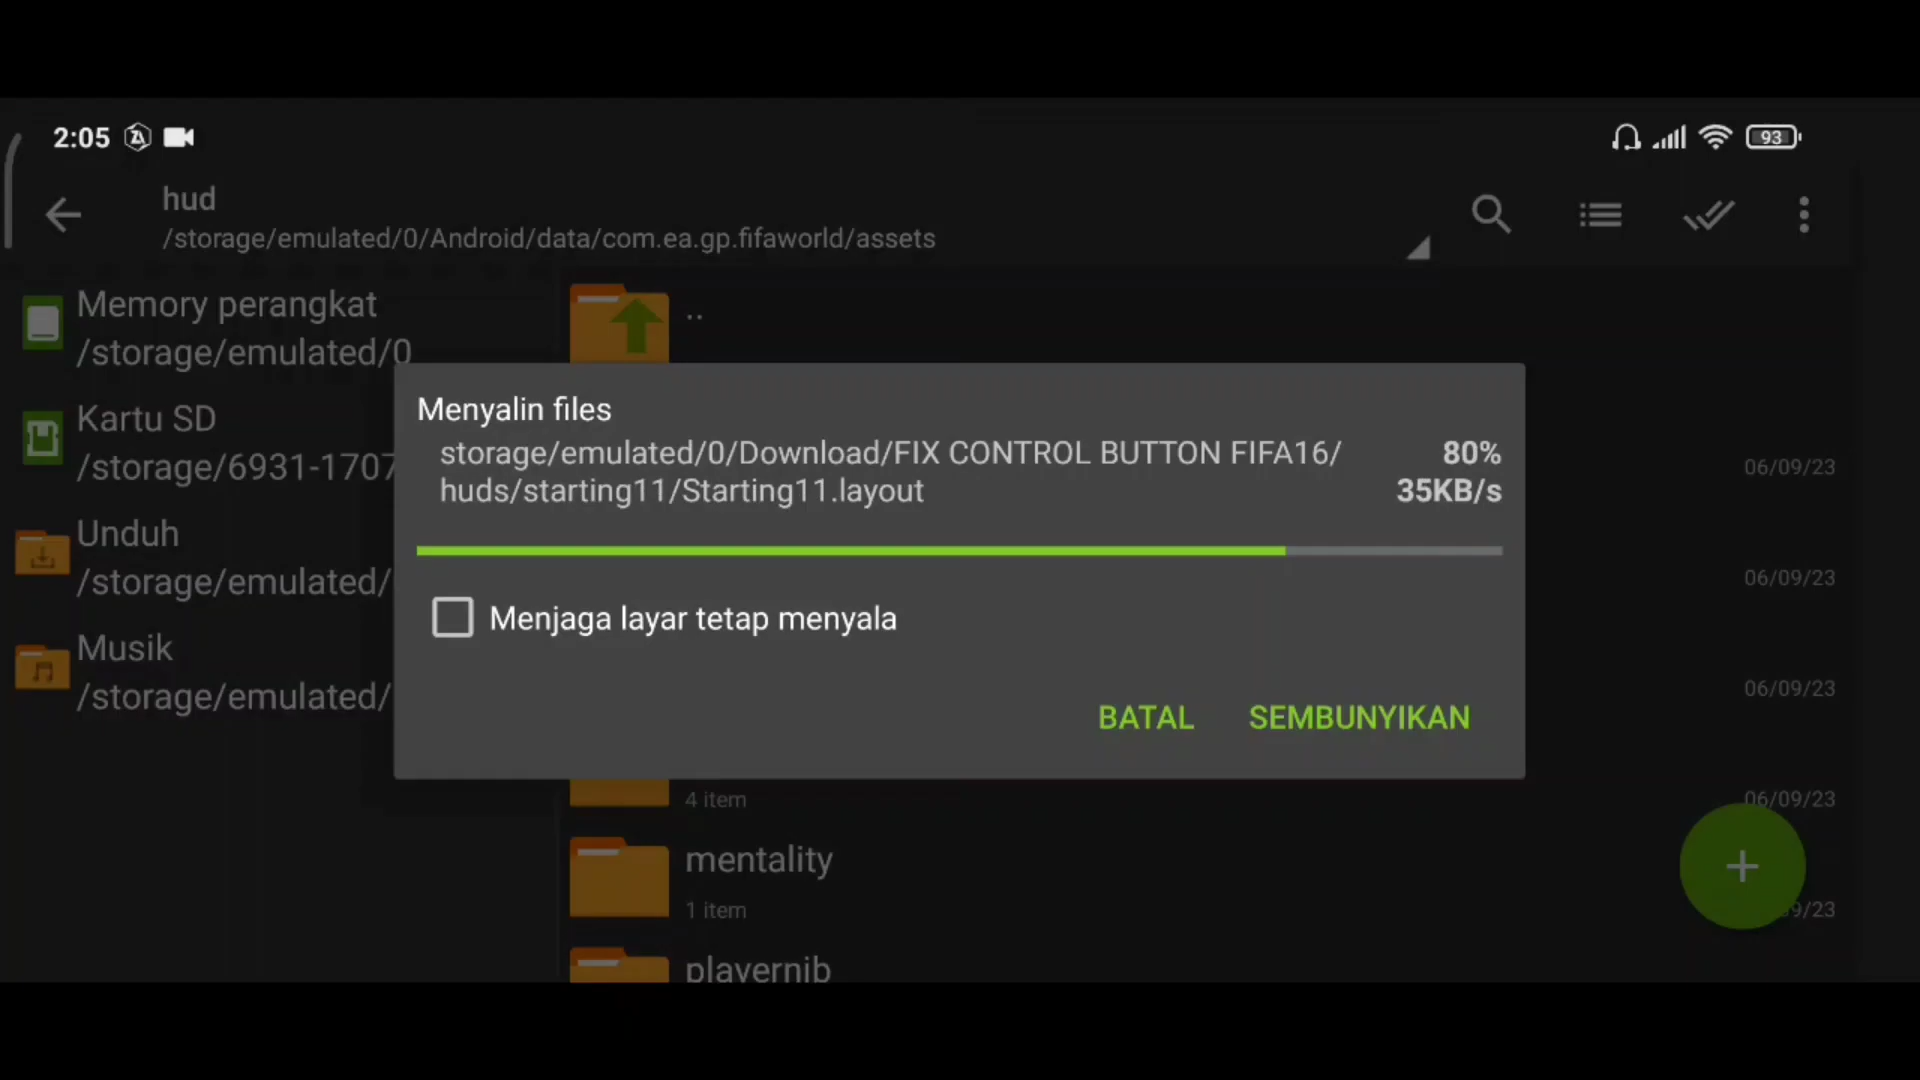 2:05
93
hud
/storage/emulated/0/Android/data/com.ea.gp.fifaworld/assets
Memory perangkat
/storage/emulated/0
Kartu SD
/storage/6931-1707
Unduh
/storage/emulated/
Musik
/storage/emulated/
..
Menyalin files
storage/emulated/0/Download/FIX CONTROL BUTTON FIFA16/
80%
huds/starting11/Starting11.layout
35KB/s
Menjaga layar tetap menyala
BATAL
SEMBUNYIKAN
06/09/23
06/09/23
06/09/23
4 item
06/09/23
mentality
1 item
9/23